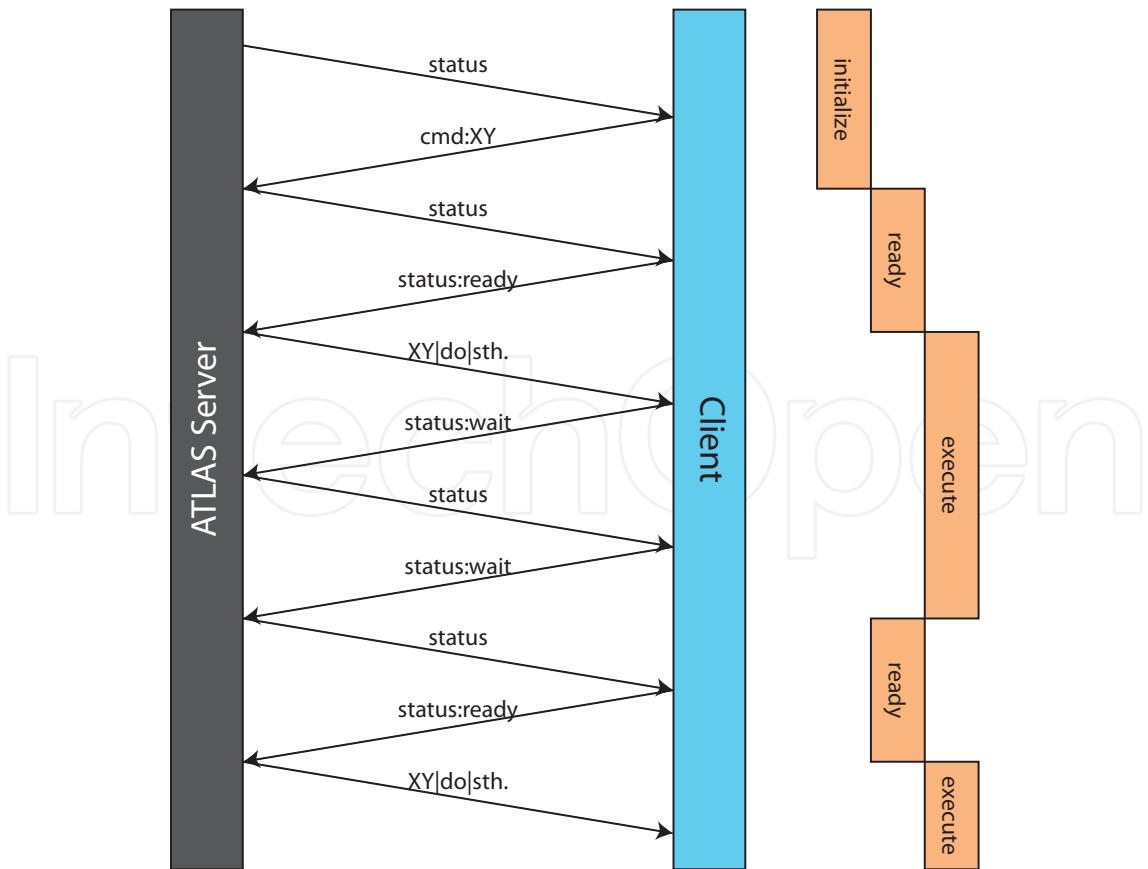 status
cmd:XY
status
status:ready
XY|do|sth.
status:wait
status
status:wait
status
status:ready
XY|do|sth.
ATLAS Server
Client
initialize
ready
execute
ready
execute
IntechOpen